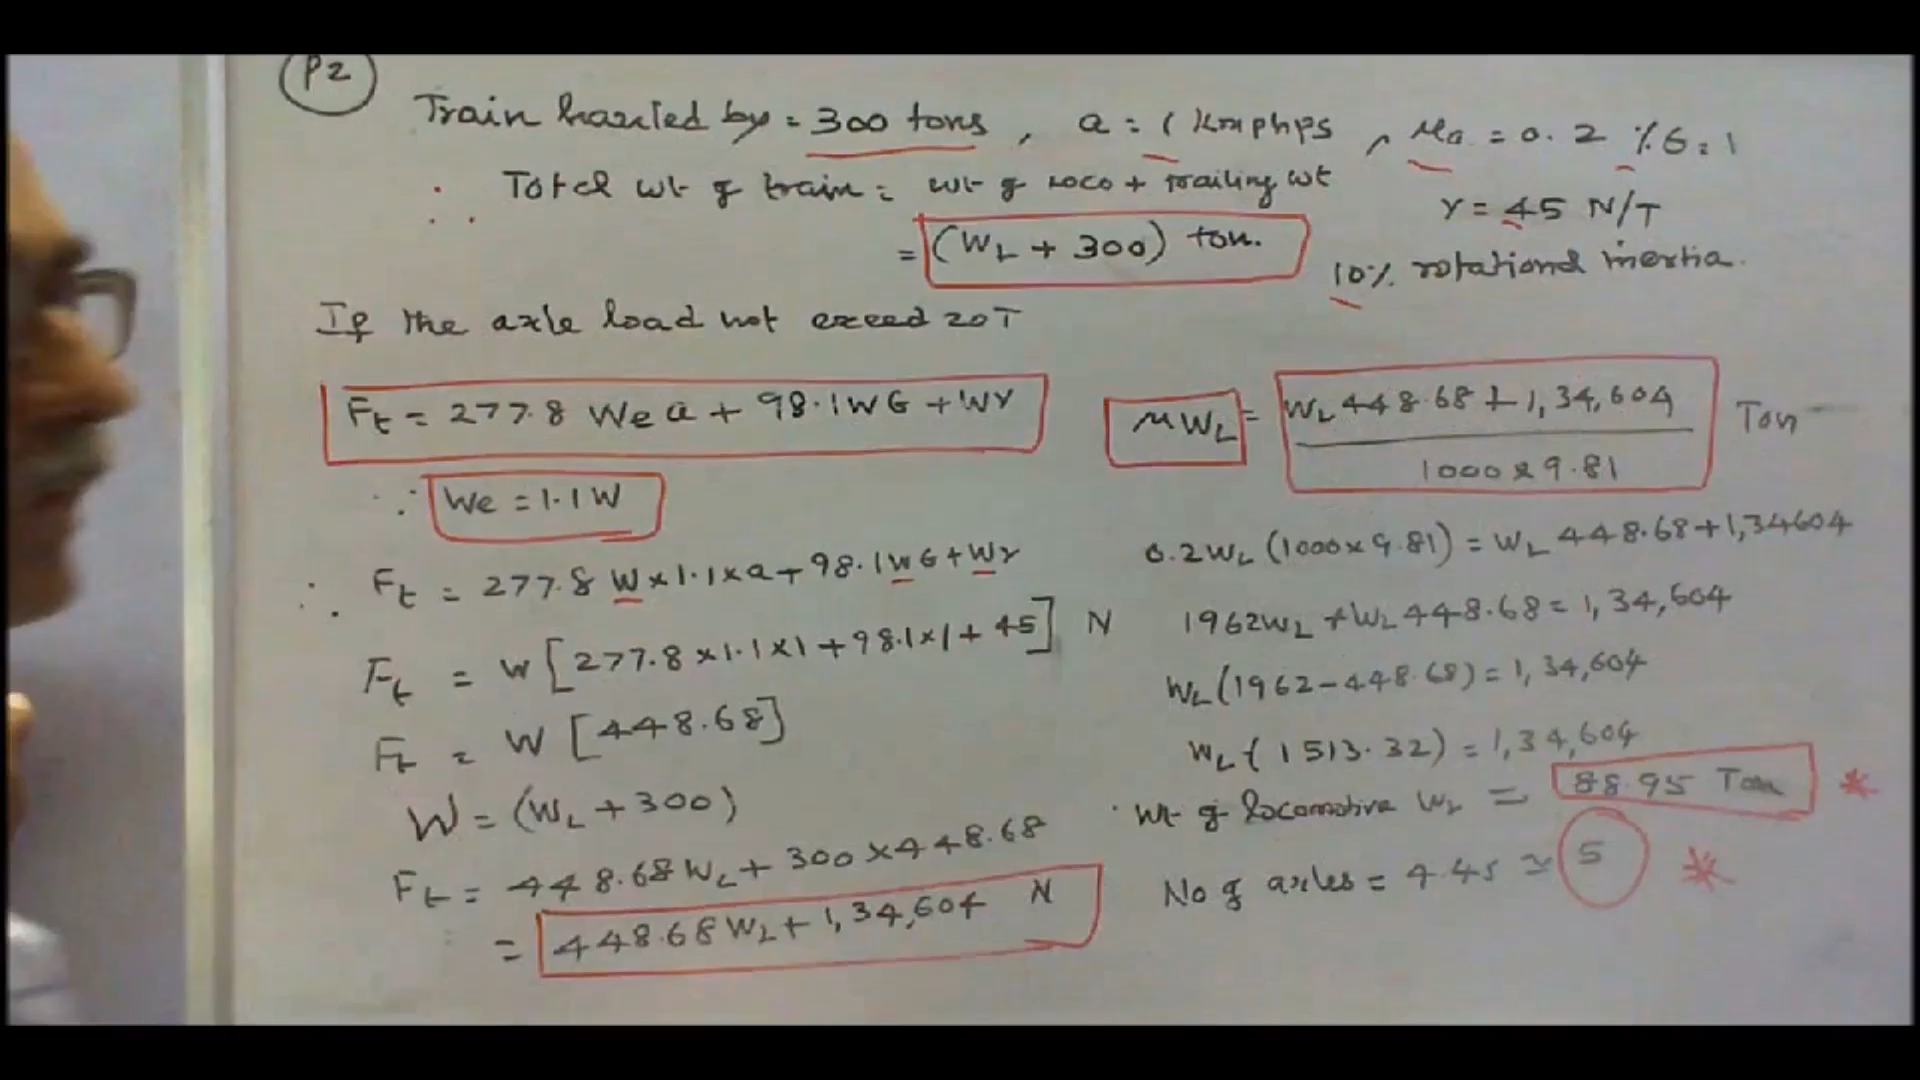 P2
Train hauled by = 300 tons, a = 1 kmphps, μa = 0.2 % G = 1
∴ Total wt of train = wt of loco + trailing wt
r = 45 N/T
= (WL + 300) ton.
10% rotational inertia.
If the axle load not exceed 20T
Ft = 277.8 We a + 98.1WG + Wr
∵ We = 1.1W
∴ Ft = 277.8 W×1.1×a+98.1WG+Wr
Ft = W [277.8×1.1×1+98.1×1+45] N
Ft = W [448.68]
W = (WL + 300)
Ft = 448.68WL + 300×448.68
= 448.68WL + 1,34,604 N
μWL = WL 448.68 + 1,34,604 Ton
1000×9.81
0.2WL (1000×9.81) = WL 448.68+1,34604
1962WL + WL 448.68 = 1,34,604
WL (1962-448.68) = 1,34,604
WL (1513.32) = 1,34,604
Wt of locomotive WL = 88.95 Ton *
No of axles = 4.45 ≃ 5 *